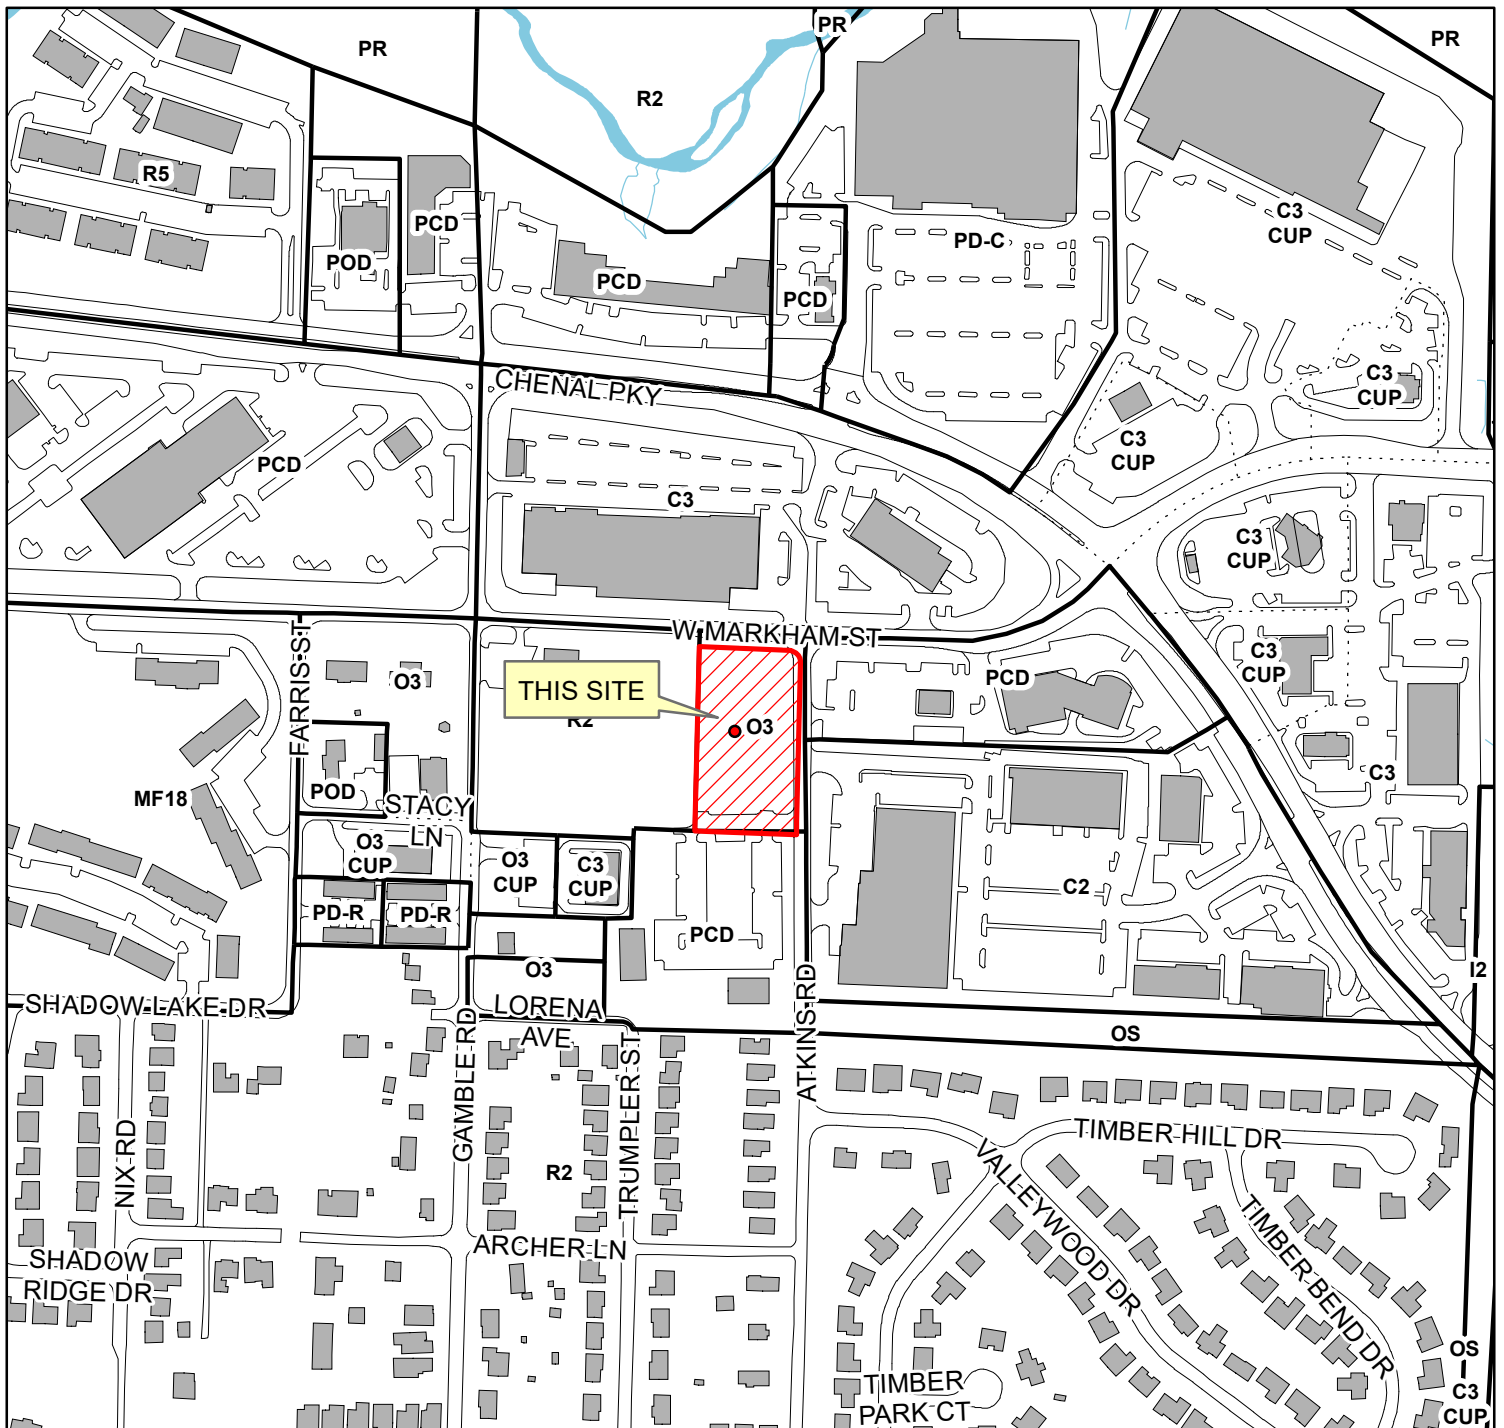 PR
PR
PR
R2
R5
PCD
POD
PCD
PCD
PD-C
C3
CUP
CHENAL PKY
C3
CUP
C3
CUP
PCD
C3
C3
CUP
W MARKHAM ST
FARRIS ST
O3
THIS SITE
R2
O3
PCD
C3
CUP
C3
POD
MF18
STACY
LN
O3
CUP
O3
CUP
C3
CUP
C2
PD-R
PD-R
PCD
O3
I2
SHADOW LAKE DR
LORENA
AVE
OS
GAMBLE RD
TRUMPLER ST
ATKINS RD
NIX RD
R2
TIMBER HILL DR
VALLEYWOOD DR
TIMBER BEND DR
ARCHER LN
SHADOW
RIDGE DR
TIMBER
PARK CT
OS
C3
CUP